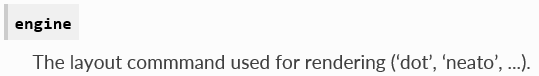 engine
The layout commmand used for rendering (‘dot’, ‘neato’, ...).